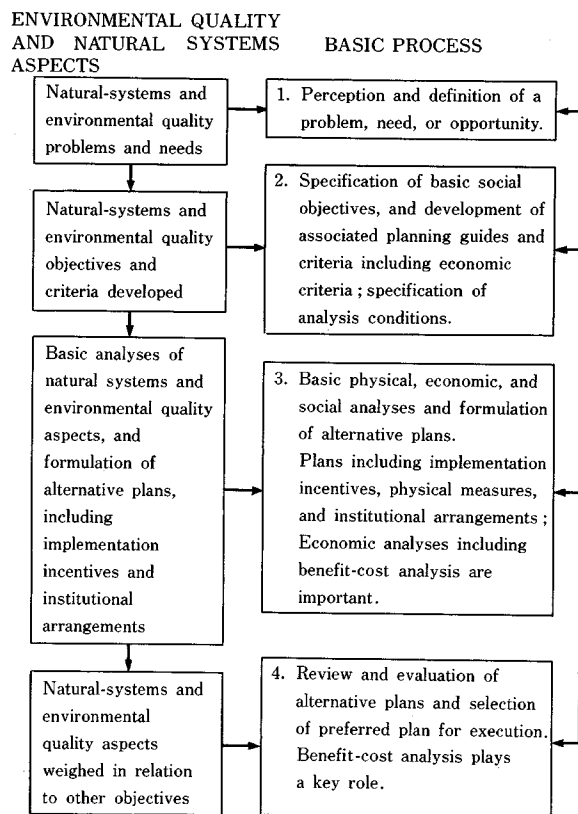 ENVIRONMENTAL QUALITY
AND NATURAL SYSTEMS
ASPECTS
BASIC PROCESS
Natural-systems and
environmental quality
problems and needs
1. Perception and definition of a
problem, need, or opportunity.
Natural-systems and
environmental quality
objectives and
criteria developed
2. Specification of basic social
objectives, and development of
associated planning guides and
criteria including economic
criteria ; specification of
analysis conditions.
Basic analyses of
natural systems and
environmental quality
aspects, and
formulation of
alternative plans,
including
implementation
incentives and
institutional
arrangements
3. Basic physical, economic, and
social analyses and formulation
of alternative plans.
Plans including implementation
incentives, physical measures,
and institutional arrangements ;
Economic analyses including
benefit-cost analysis are
important.
Natural-systems and
environmental
quality aspects
weighed in relation
to other objectives
4. Review and evaluation of
alternative plans and selection
of preferred plan for execution.
Benefit-cost analysis plays
a key role.